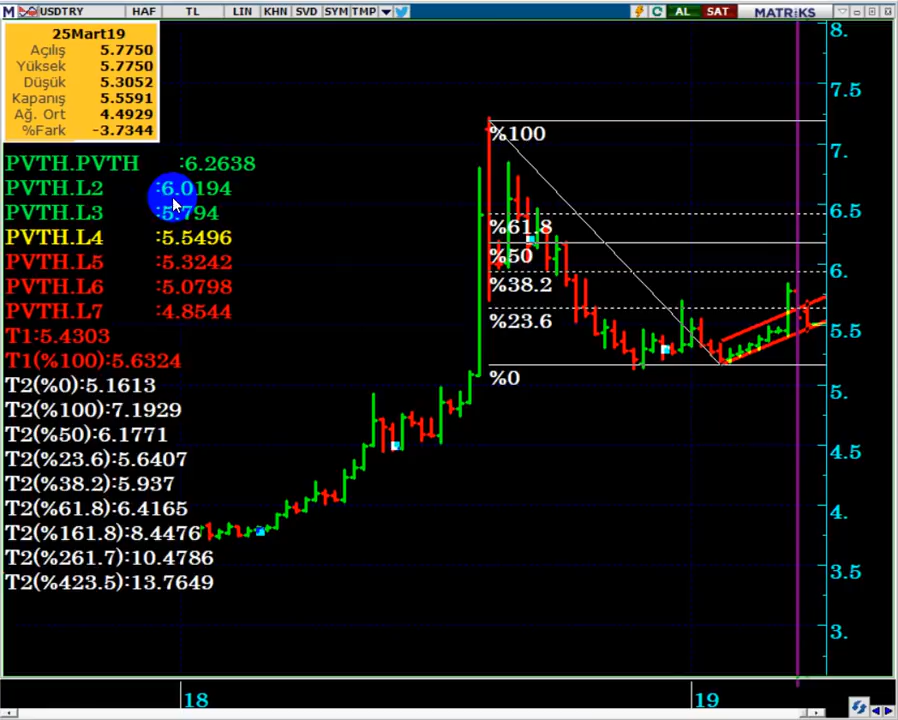 M USDTRY HAF TL LIN KHN SVD SYM TMP AL SAT MATRiKS
25Mart19
Açılış 5.7750
Yüksek 5.7750
Düşük 5.3052
Kapanış 5.5591
Ağ. Ort 4.4929
%Fark -3.7344
PVTH.PVTH :6.2638
PVTH.L2 :6.0194
PVTH.L3 :5.794
PVTH.L4 :5.5496
PVTH.L5 :5.3242
PVTH.L6 :5.0798
PVTH.L7 :4.8544
T1:5.4303
T1(%100):5.6324
T2(%0):5.1613
T2(%100):7.1929
T2(%50):6.1771
T2(%23.6):5.6407
T2(%38.2):5.937
T2(%61.8):6.4165
T2(%161.8):8.4476
T2(%261.7):10.4786
T2(%423.5):13.7649
%100
%61.8
%50
%38.2
%23.6
%0
8.
7.5
7.
6.5
6.
5.5
5.
4.5
4.
3.5
3.
18 19